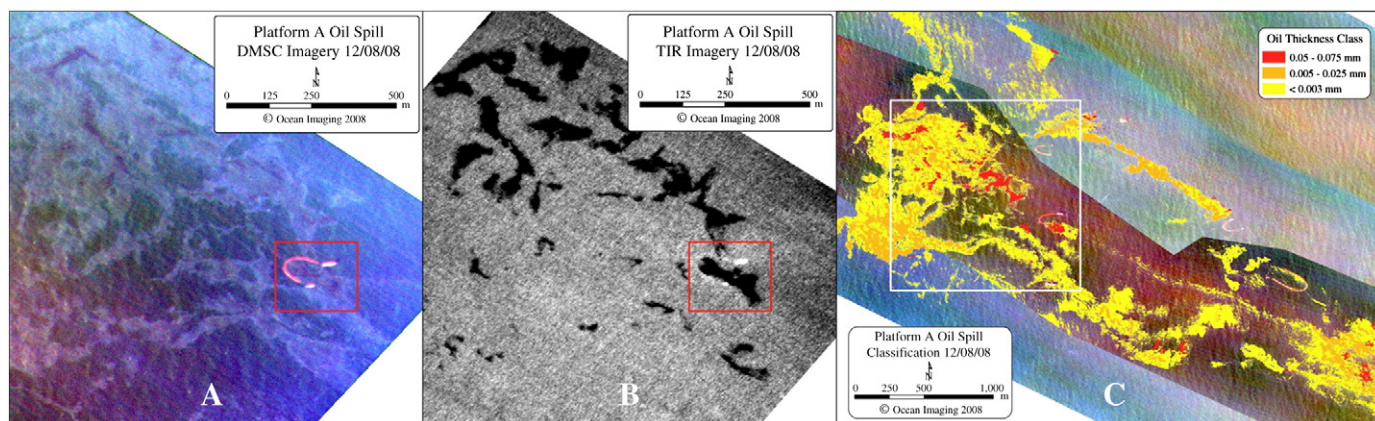 Platform A Oil Spill
DMSC Imagery 12/08/08
N
0 125 250 500
m
© Ocean Imaging 2008
A
Platform A Oil Spill
TIR Imagery 12/08/08
N
0 125 250 500
m
© Ocean Imaging 2008
B
Oil Thickness Class
0.05 - 0.075 mm
0.005 - 0.025 mm
< 0.003 mm
Platform A Oil Spill
Classification 12/08/08
N
0 250 500 1,000
m
© Ocean Imaging 2008
C